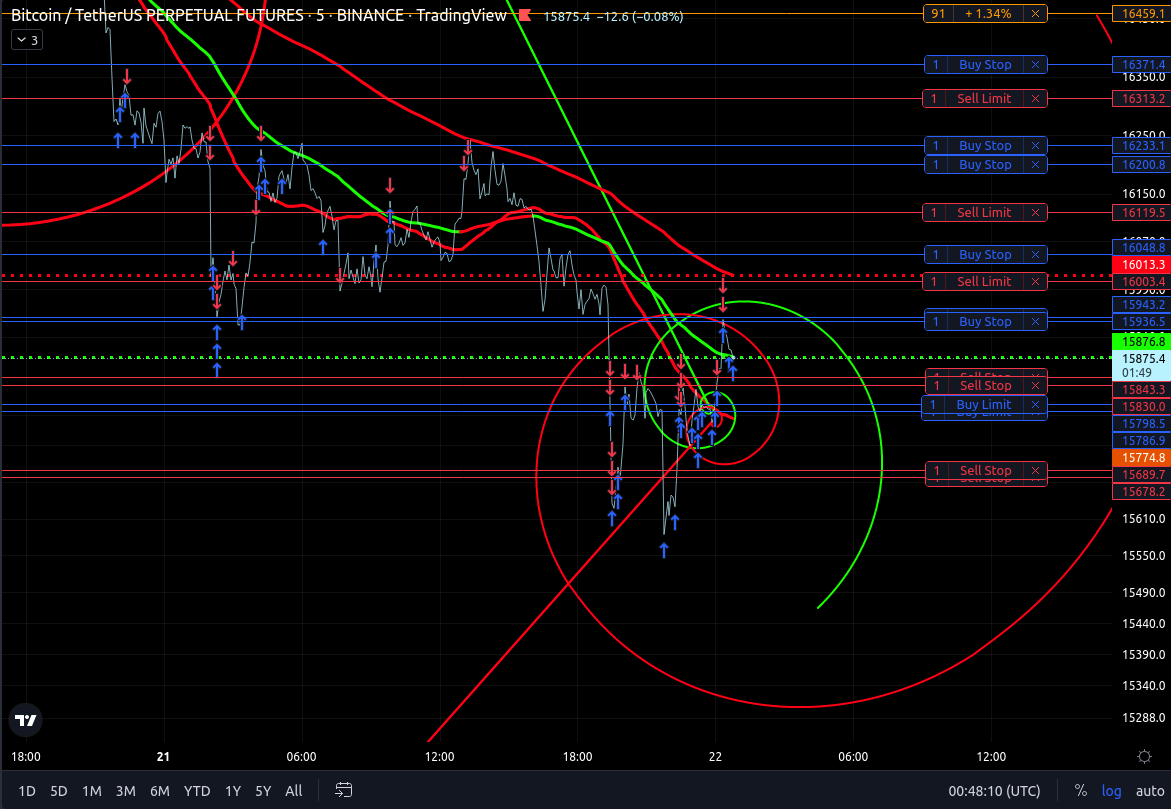 Bitcoin / TetherUS PERPETUAL FUTURES · 5 · BINANCE · TradingView 15875.4 −12.6 (−0.08%)
3
91 +1.34% × 16459.1
1 Buy Stop × 16371.4
16350.0
1 Sell Limit × 16313.2
16250.0
1 Buy Stop × 16233.1
1 Buy Stop × 16200.8
16150.0
1 Sell Limit × 16119.5
1 Buy Stop × 16048.8
16013.3
1 Sell Limit × 16003.4
15943.2
1 Buy Stop × 15936.5
15876.8
15875.4
01:49
1 Sell Stop × 15843.3
15830.0
1 Buy Limit × 15798.5
15786.9
15774.8
1 Sell Stop × 15689.7
15678.2
15610.0
15550.0
15490.0
15440.0
15390.0
15340.0
15288.0
18:00 21 06:00 12:00 18:00 22 06:00 12:00
1D 5D 1M 3M 6M YTD 1Y 5Y All 00:48:10 (UTC) % log auto